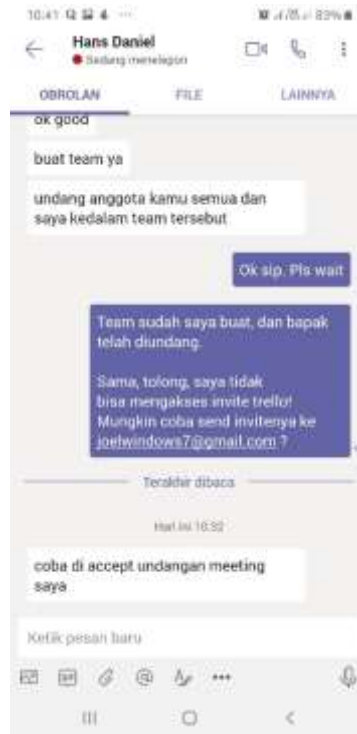 10:41
83%
Hans Daniel
Sedang menelepon
OBROLAN
FILE
LAINNYA
ok good
buat team ya
undang anggota kamu semua dan
saya kedalam team tersebut
Ok sip. Pls wait
Team sudah saya buat, dan bapak
telah diundang.
Sama, tolong, saya tidak
bisa mengakses invite trello!
Mungkin coba send invitenya ke
joelwindows7@gmail.com ?
Terakhir dibaca
Hari ini 10:32
coba di accept undangan meeting
saya
Ketik pesan baru